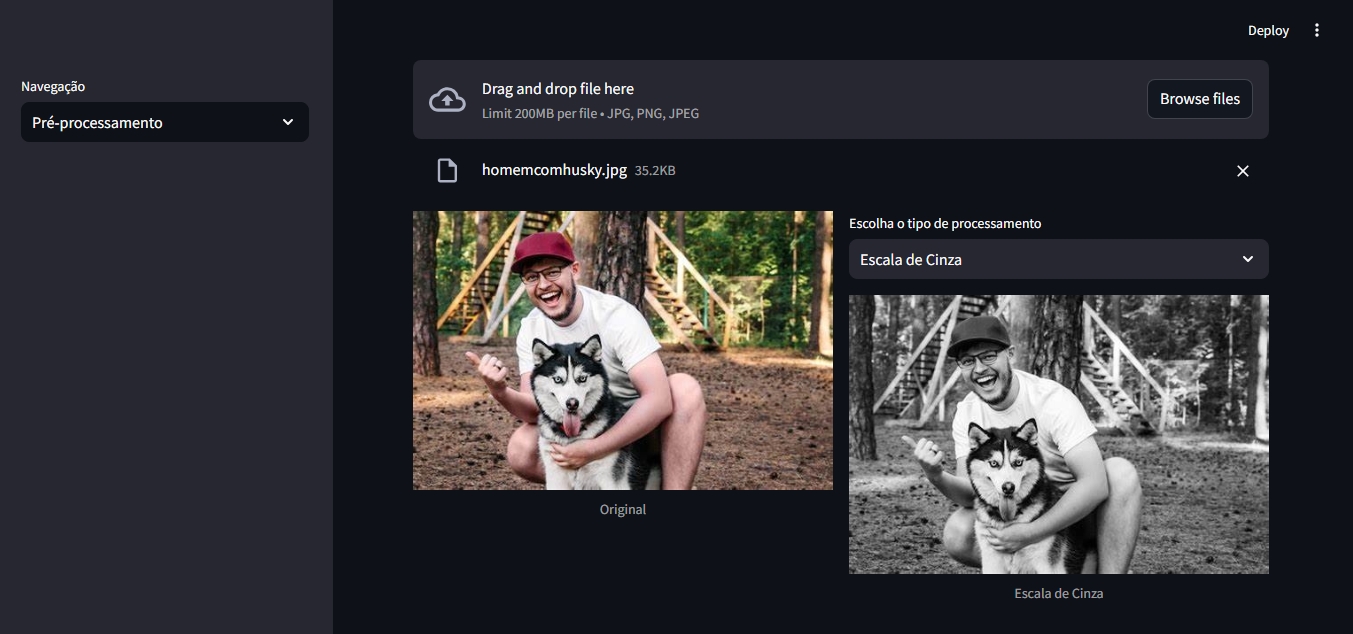 Deploy
Navegação
Pré-processamento
Drag and drop file here
Limit 200MB per file • JPG, PNG, JPEG
Browse files
homemcomhusky.jpg 35.2KB
Original
Escolha o tipo de processamento
Escala de Cinza
Escala de Cinza